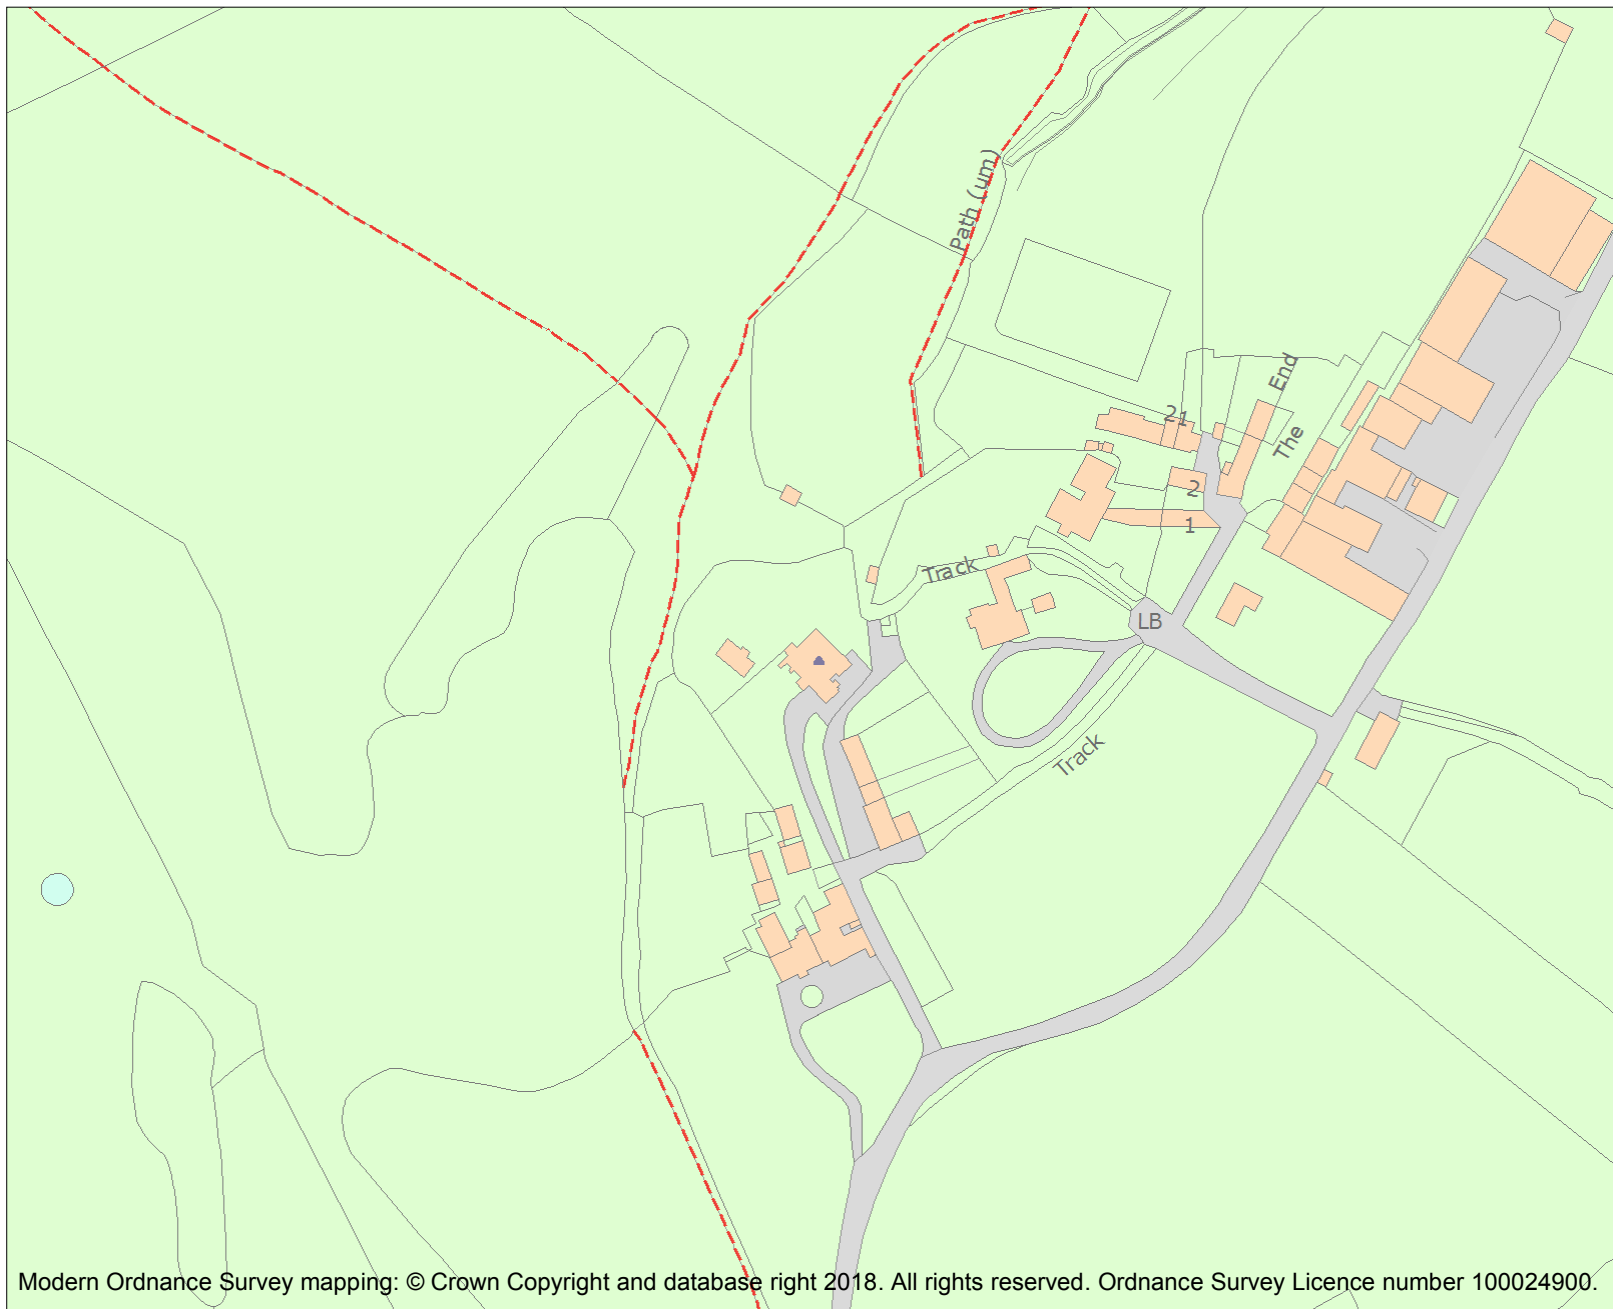 Path (um)
End
The
21
2
1
Track
LB
Track
Modern Ordnance Survey mapping: © Crown Copyright and database right 2018. All rights reserved. Ordnance Survey Licence number 100024900.